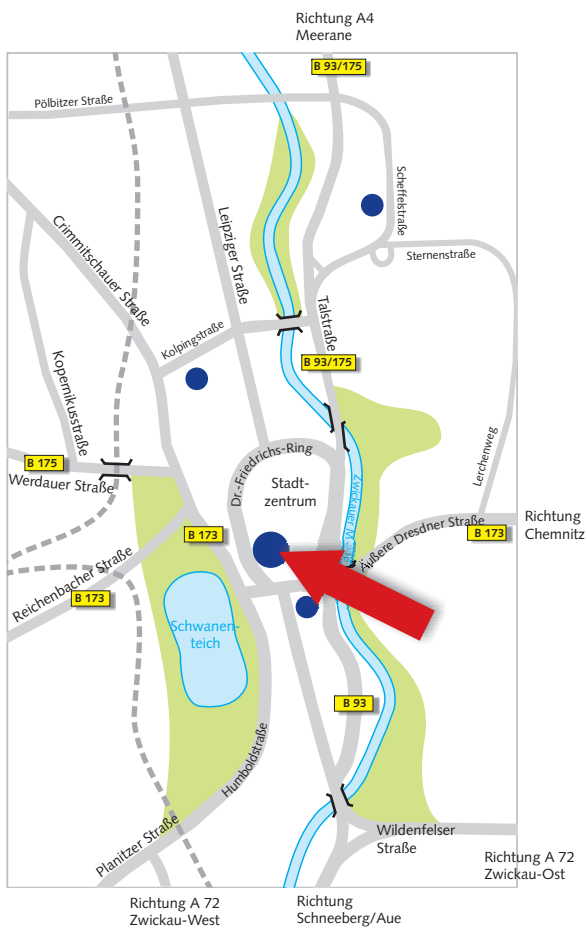 Richtung A4
Meerane
B 93/175
Pölbitzer Straße
Scheffelstraße
Crimmitschauer Straße
Leipziger Straße
Sternenstraße
Talstraße
Kolpingstraße
B 93/175
Kopernikusstraße
Lerchenweg
Dr.-Friedrichs-Ring
B 175
Werdauer Straße
Stadt-
zentrum
Zwickauer
Äußere Dresdner Straße
Richtung
Chemnitz
B 173
B 173
Reichenbacher Straße
B 173
Schwanen-
teich
B 93
Humboldtstraße
Planitzer Straße
Wildenfelser
Straße
Richtung A 72
Zwickau-Ost
Richtung A 72
Zwickau-West
Richtung
Schneeberg/Aue